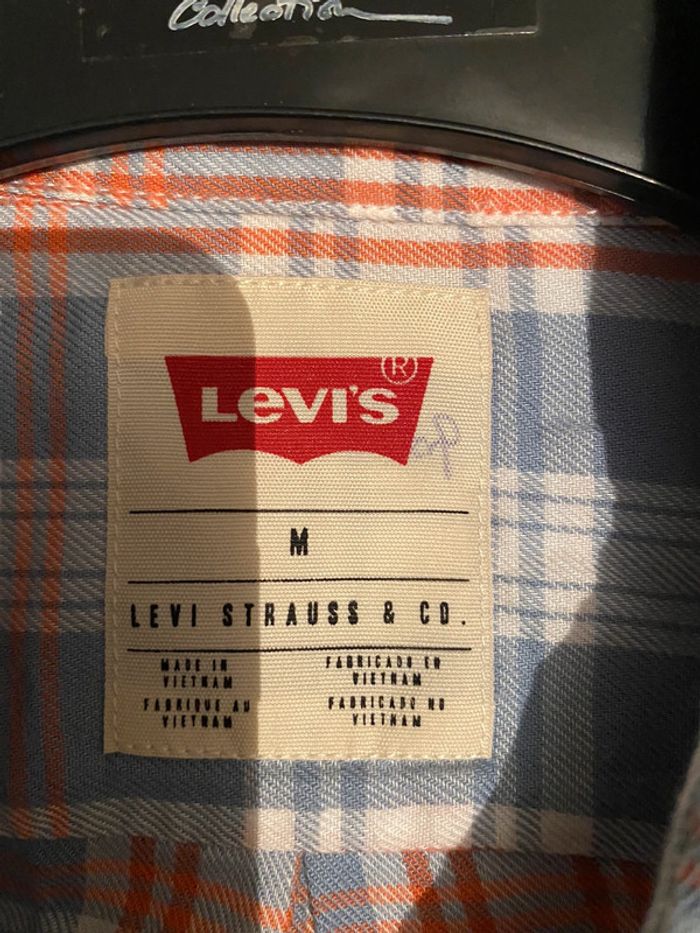 Collection
LEVI'S®
M
LEVI STRAUSS & CO.
MADE IN
VIETNAM
FABRICADO EN
VIETNAM
FABRIQUE AU
VIETNAM
FABRICADO NO
VIETNAM